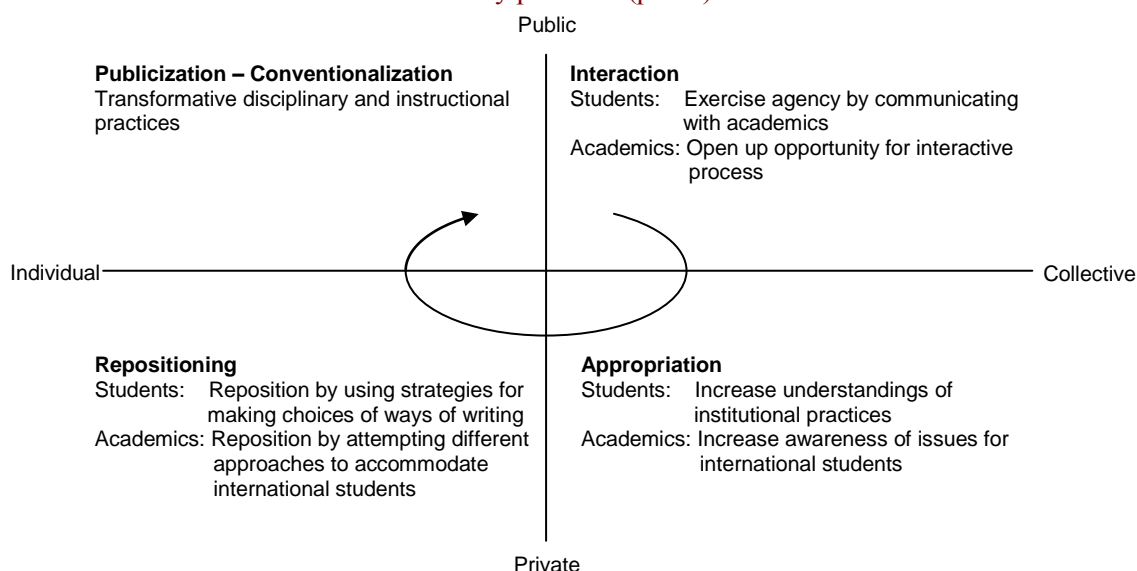 Public
Publicization – Conventionalization
Transformative disciplinary and instructional
practices
Interaction
Students: Exercise agency by communicating
with academics
Academics: Open up opportunity for interactive
process
Individual
Collective
Repositioning
Students: Reposition by using strategies for
making choices of ways of writing
Academics: Reposition by attempting different
approaches to accommodate
international students
Appropriation
Students: Increase understandings of
institutional practices
Academics: Increase awareness of issues for
international students
Private